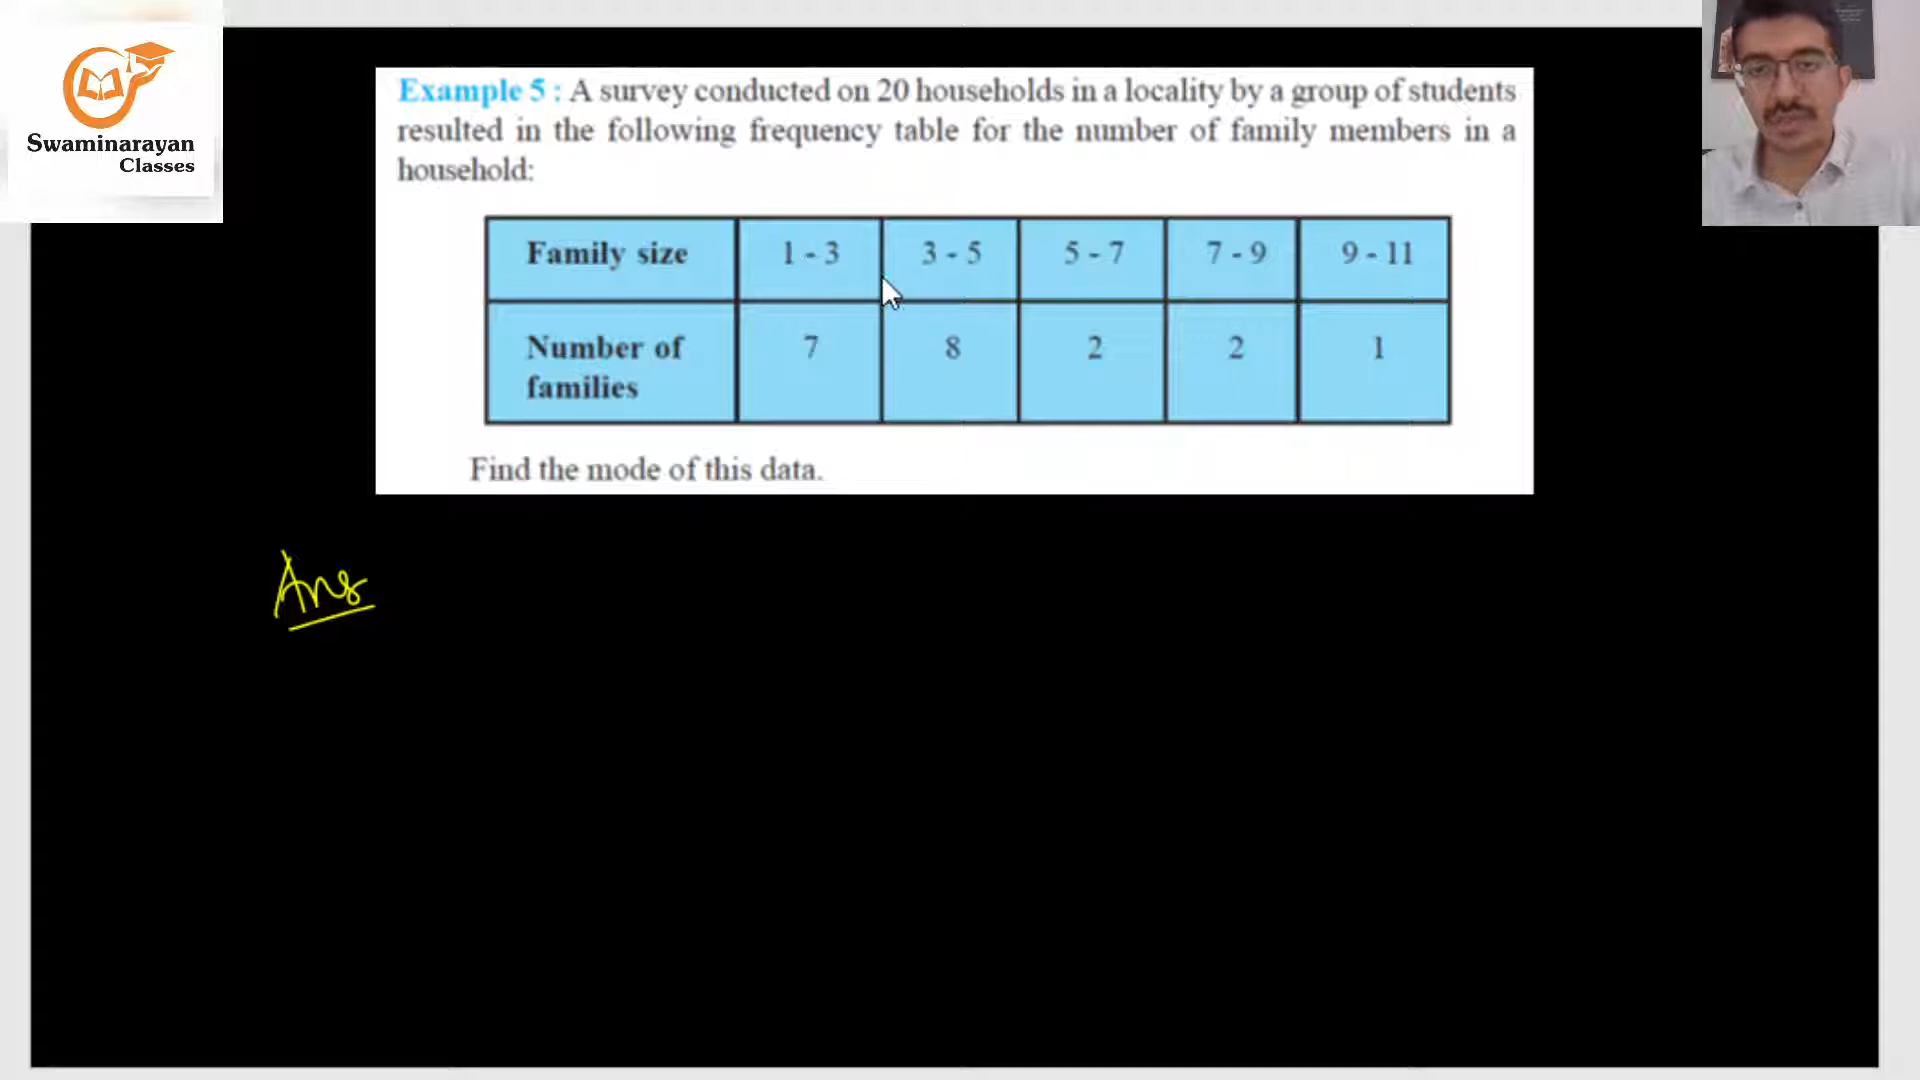 Swaminarayan
Classes
Example 5 : A survey conducted on 20 households in a locality by a group of students
resulted in the following frequency table for the number of family members in a
household:
Family size 1 - 3 3 - 5 5 - 7 7 - 9 9 - 11
Number of families 7 8 2 2 1
Find the mode of this data.
Ans